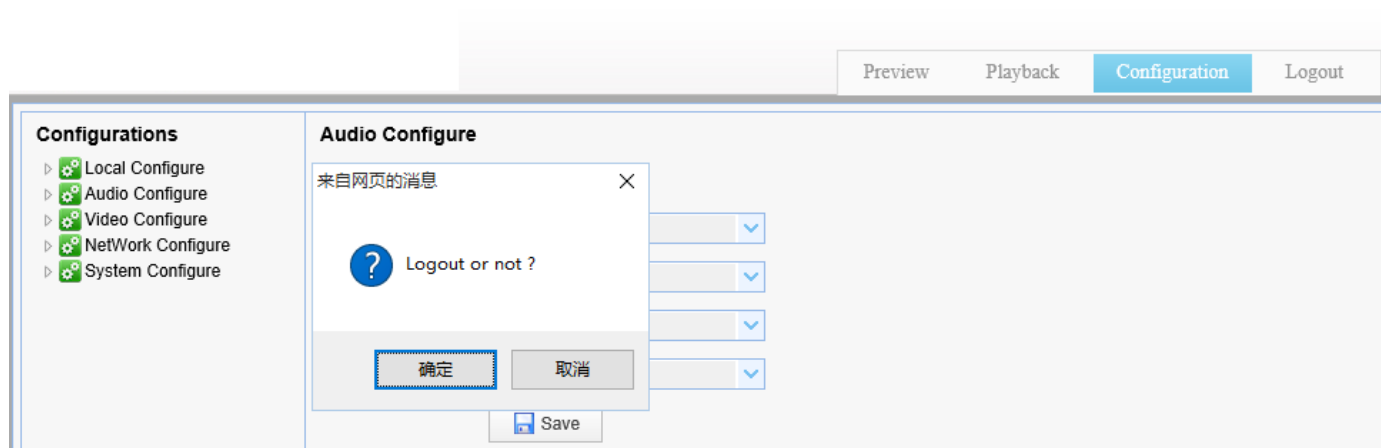 Preview Playback Configuration Logout
Configurations
Local Configure
Audio Configure
Video Configure
NetWork Configure
System Configure
Audio Configure
来自网页的消息
Logout or not ?
确定 取消
Save